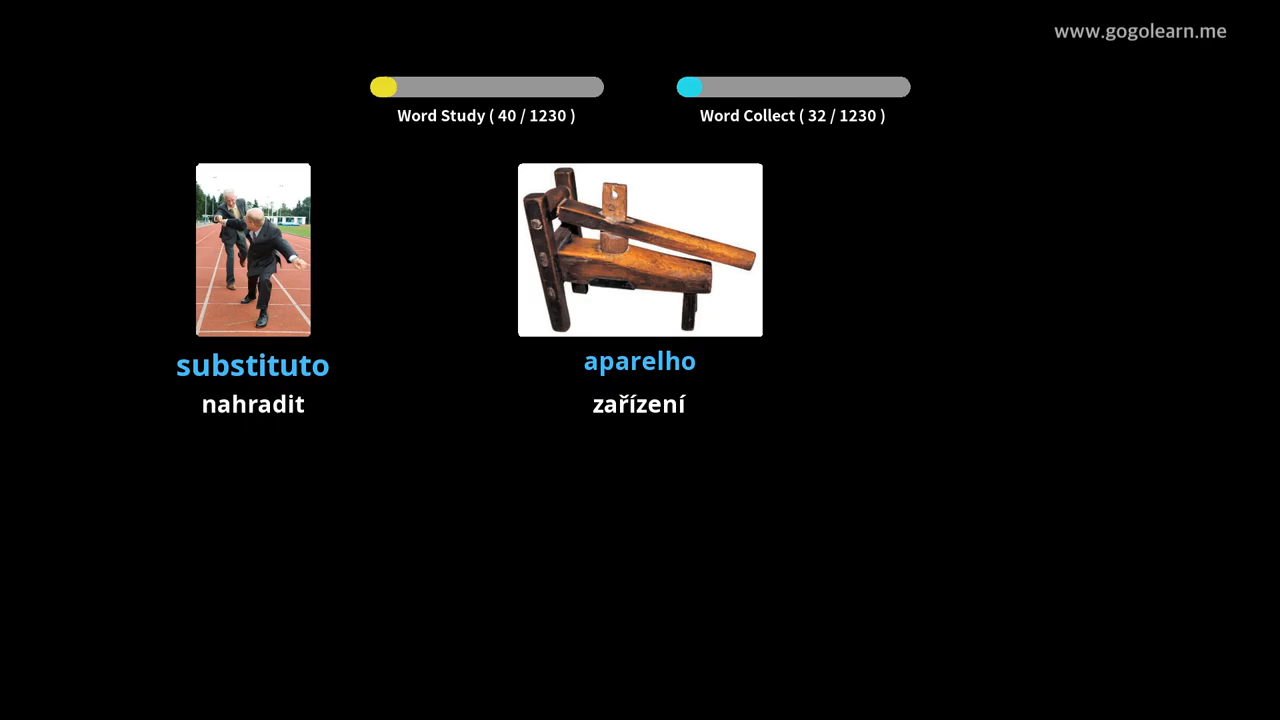 www.gogolearn.me
Word Study ( 40 / 1230 )
Word Collect ( 32 / 1230 )
substituto
nahradit
aparelho
zařízení